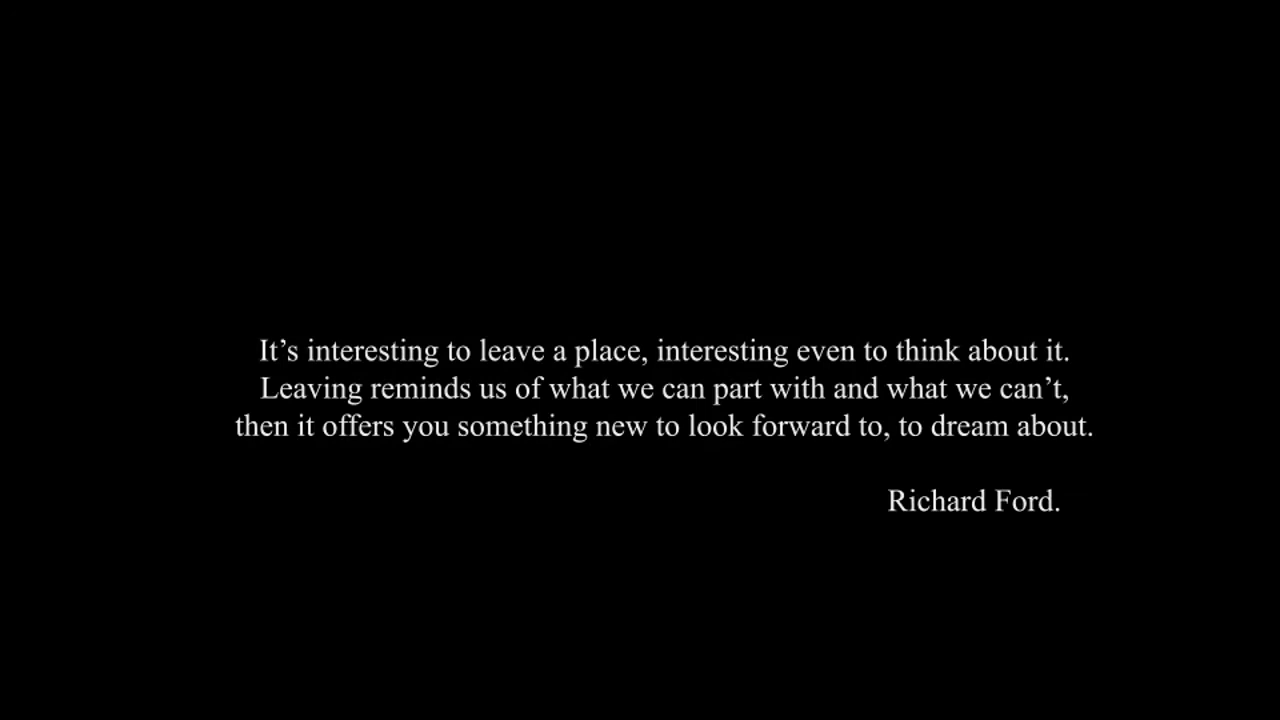 It’s interesting to leave a place, interesting even to think about it.
Leaving reminds us of what we can part with and what we can’t,
then it offers you something new to look forward to, to dream about.
Richard Ford.